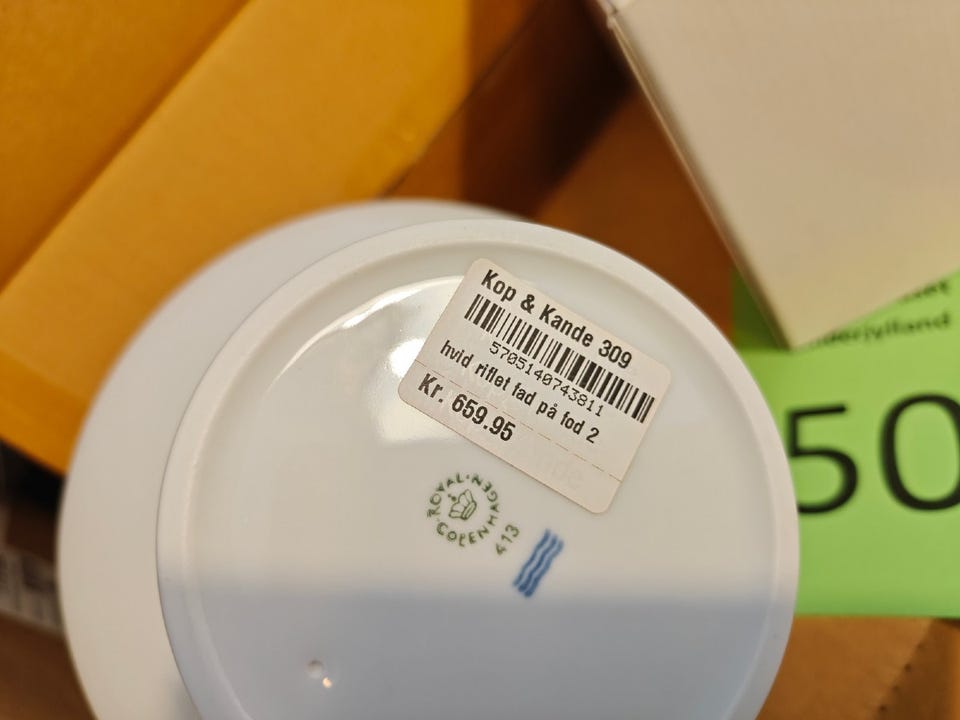 Kop & Kande 309
5705140743811
hvid riflet fad på fod 2
Kr. 659.95
ROYAL
COPENHAGEN
413
50